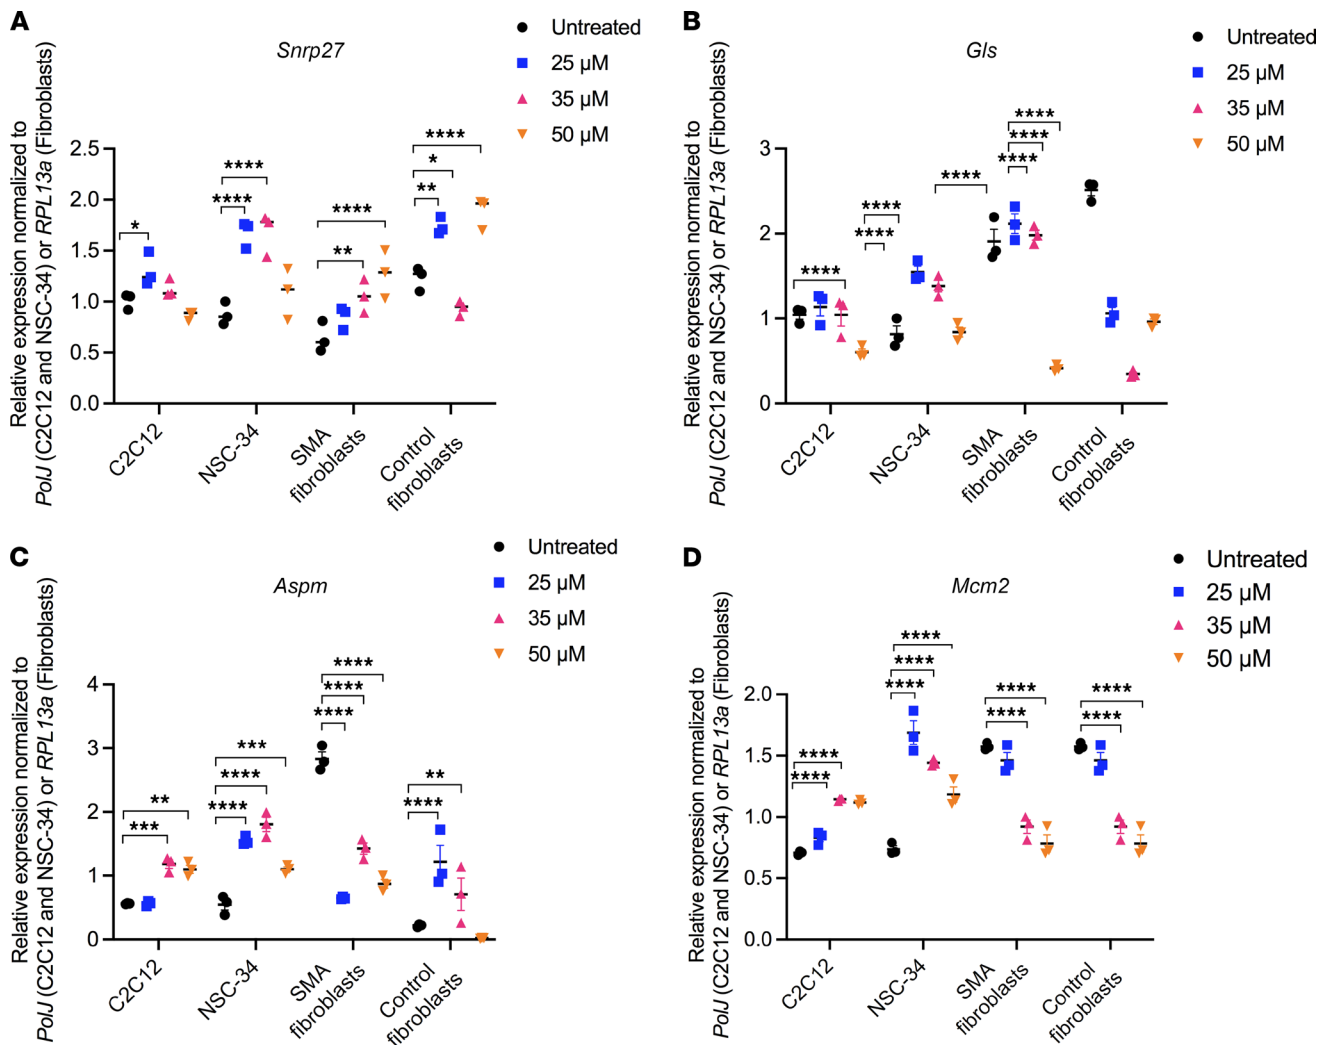 A
Snrp27
Untreated
25 µM
35 µM
50 µM
Relative expression normalized to
PolJ (C2C12 and NSC-34) or RPL13a (Fibroblasts)
2.5
2.0
1.5
1.0
0.5
0.0
*
****
****
****
**
****
*
**
C2C12
NSC-34
SMA
fibroblasts
Control
fibroblasts
B
Gls
Untreated
25 µM
35 µM
50 µM
Relative expression normalized to
PolJ (C2C12 and NSC-34) or RPL13a (Fibroblasts)
3
2
1
0
****
****
****
****
****
****
****
C2C12
NSC-34
SMA
fibroblasts
Control
fibroblasts
C
Aspm
Untreated
25 µM
35 µM
50 µM
Relative expression normalized to
PolJ (C2C12 and NSC-34) or RPL13a (Fibroblasts)
4
3
2
1
0
**
***
***
****
****
****
****
****
**
****
C2C12
NSC-34
SMA
fibroblasts
Control
fibroblasts
D
Mcm2
Untreated
25 µM
35 µM
50 µM
Relative expression normalized to
PolJ (C2C12 and NSC-34) or RPL13a (Fibroblasts)
2.0
1.5
1.0
0.5
0.0
****
****
****
****
****
****
****
****
****
C2C12
NSC-34
SMA
fibroblasts
Control
fibroblasts